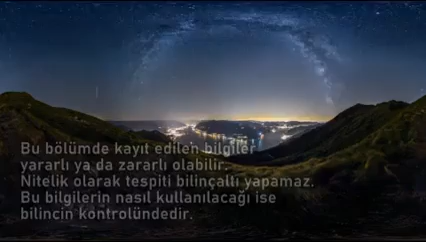 Bu bölümde kayıt edilen bilgiler
yararlı ya da zararlı olabilir.
Nitelik olarak tespiti bilinçaltı yapamaz.
Bu bilgilerin nasıl kullanılacağı ise
bilincin kontrolündedir.